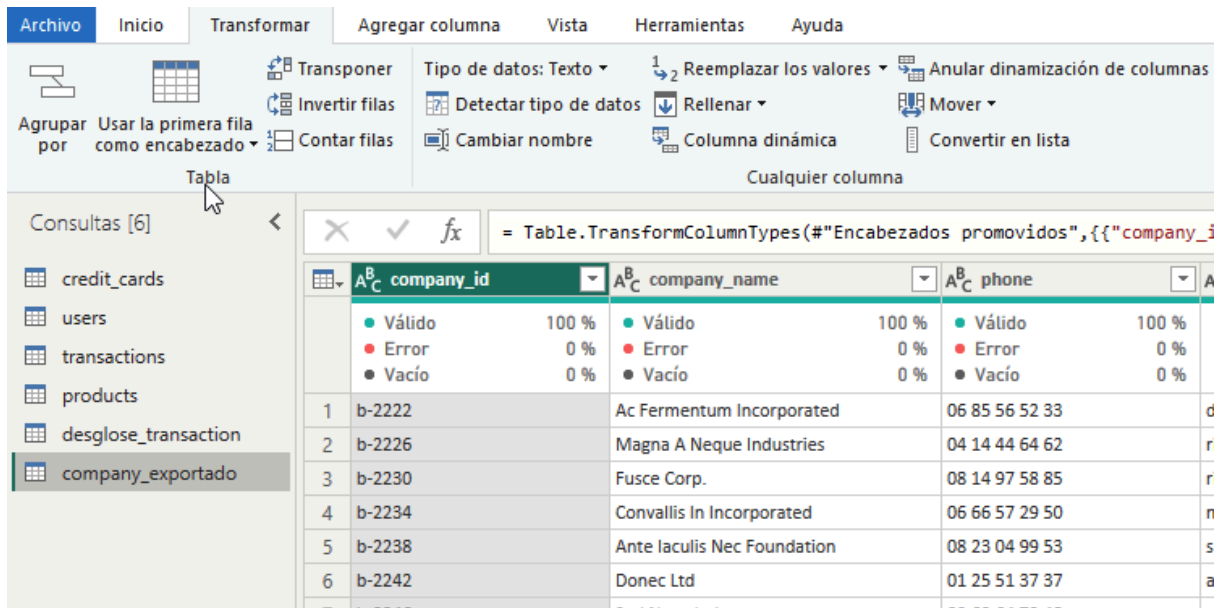 Archivo Inicio Transformar Agregar columna Vista Herramientas Ayuda
Transponer Tipo de datos: Texto 1 2 Reemplazar los valores Anular dinamización de columnas
Invertir filas Detectar tipo de datos Rellenar Mover
Agrupar por Usar la primera fila como encabezado Contar filas Cambiar nombre Columna dinámica Convertir en lista
Tabla Cualquier columna
Consultas [6] fx = Table.TransformColumnTypes(#"Encabezados promovidos",{{"company_i
credit_cards
users
transactions
products
desglose_transaction
company_exportado
ABC company_id ABC company_name ABC phone A
Válido 100 % Válido 100 % Válido 100 %
Error 0 % Error 0 % Error 0 %
Vacío 0 % Vacío 0 % Vacío 0 %
1 b-2222 Ac Fermentum Incorporated 06 85 56 52 33
2 b-2226 Magna A Neque Industries 04 14 44 64 62
3 b-2230 Fusce Corp. 08 14 97 58 85
4 b-2234 Convallis In Incorporated 06 66 57 29 50
5 b-2238 Ante Iaculis Nec Foundation 08 23 04 99 53
6 b-2242 Donec Ltd 01 25 51 37 37